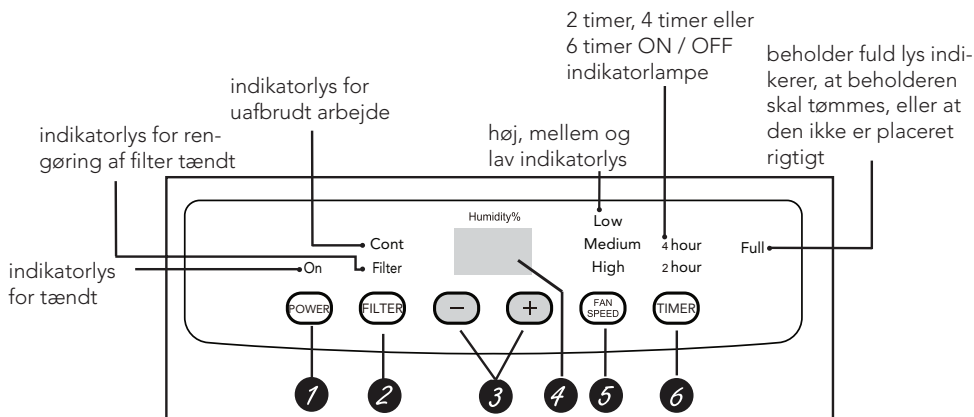 2 timer, 4 timer eller
6 timer ON / OFF
indikatorlampe
beholder fuld lys indi-
kerer, at beholderen
skal tømmes, eller at
den ikke er placeret
rigtigt
indikatorlys for
uafbrudt arbejde
høj, mellem og
lav indikatorlys
indikatorlys for ren-
gøring af filter tændt
indikatorlys
for tændt
Humidity%
Low
Cont
Medium
4 hour
Full
On
Filter
High
2 hour
POWER
FILTER
−
+
FAN
SPEED
TIMER
1
2
3
4
5
6